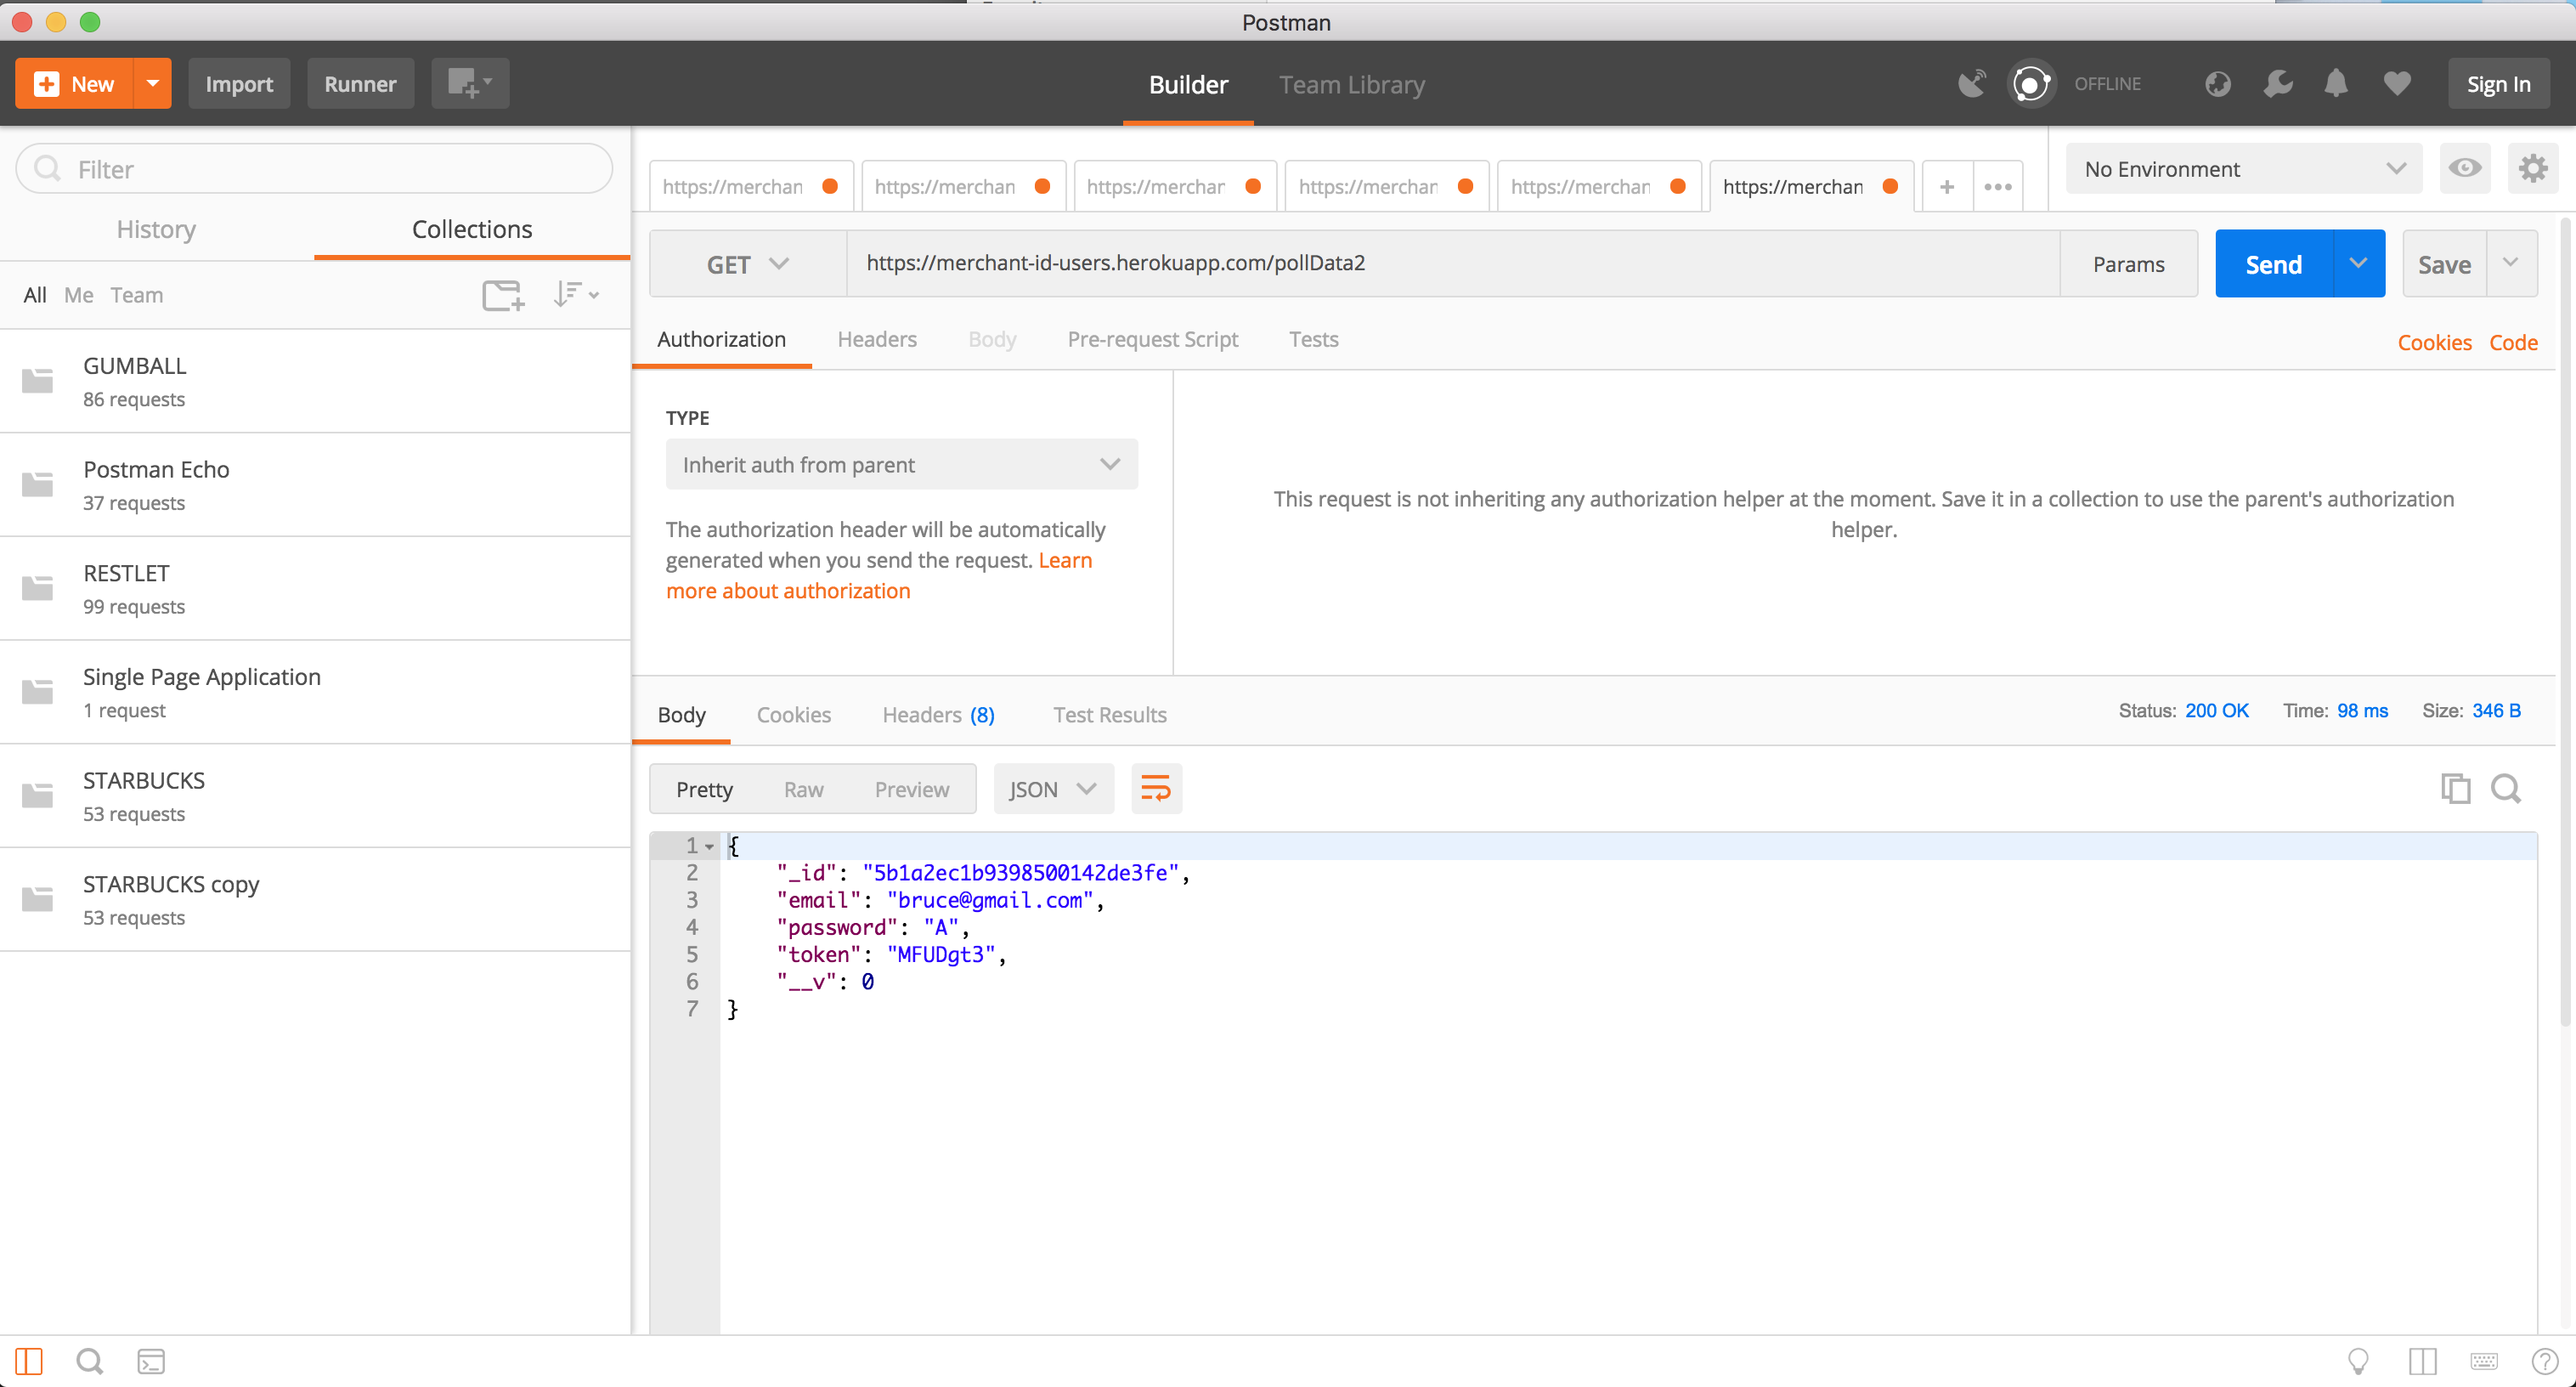 Postman
New
Import
Runner
Builder
Team Library
OFFLINE
Sign In
Filter
History
Collections
All Me Team
GUMBALL
86 requests
Postman Echo
37 requests
RESTLET
99 requests
Single Page Application
1 request
STARBUCKS
53 requests
STARBUCKS copy
53 requests
https://merchan
https://merchan
https://merchan
https://merchan
https://merchan
https://merchan
+
No Environment
GET
https://merchant-id-users.herokuapp.com/pollData2
Params
Send
Save
Authorization
Headers
Body
Pre-request Script
Tests
Cookies
Code
TYPE
Inherit auth from parent
The authorization header will be automatically
generated when you send the request. Learn
more about authorization
This request is not inheriting any authorization helper at the moment. Save it in a collection to use the parent's authorization
helper.
Body
Cookies
Headers (8)
Test Results
Status: 200 OK
Time: 98 ms
Size: 346 B
Pretty
Raw
Preview
JSON
1 {
2 "_id": "5b1a2ec1b9398500142de3fe",
3 "email": "bruce@gmail.com",
4 "password": "A",
5 "token": "MFUDgt3",
6 "__v": 0
7 }